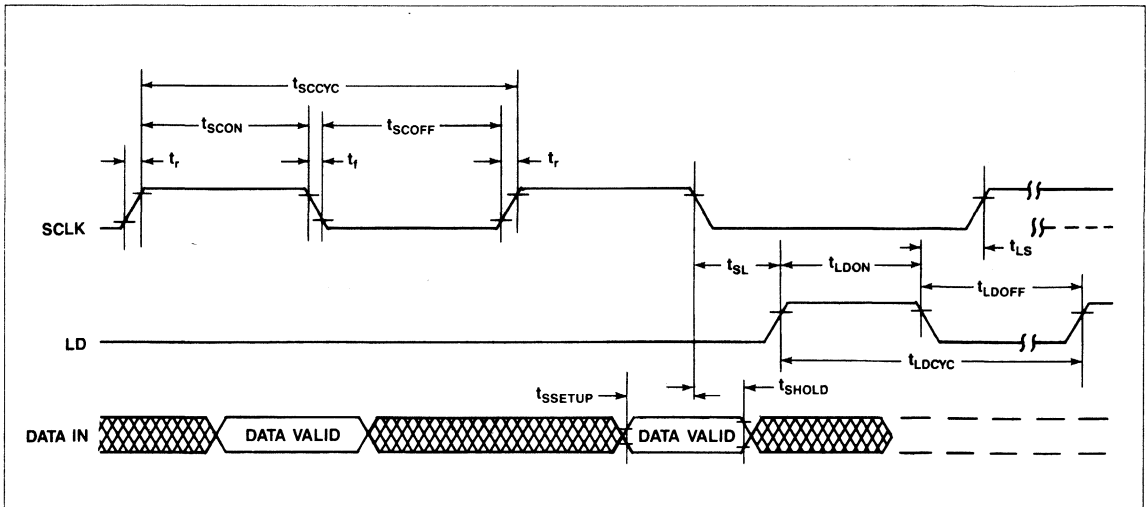 tSCCYC
tSCON
tSCOFF
tr
tf
tr
SCLK
tLS
tSL
tLDON
tLDOFF
LD
tLDCYC
tSSETUP
tSHOLD
DATA IN
DATA VALID
DATA VALID